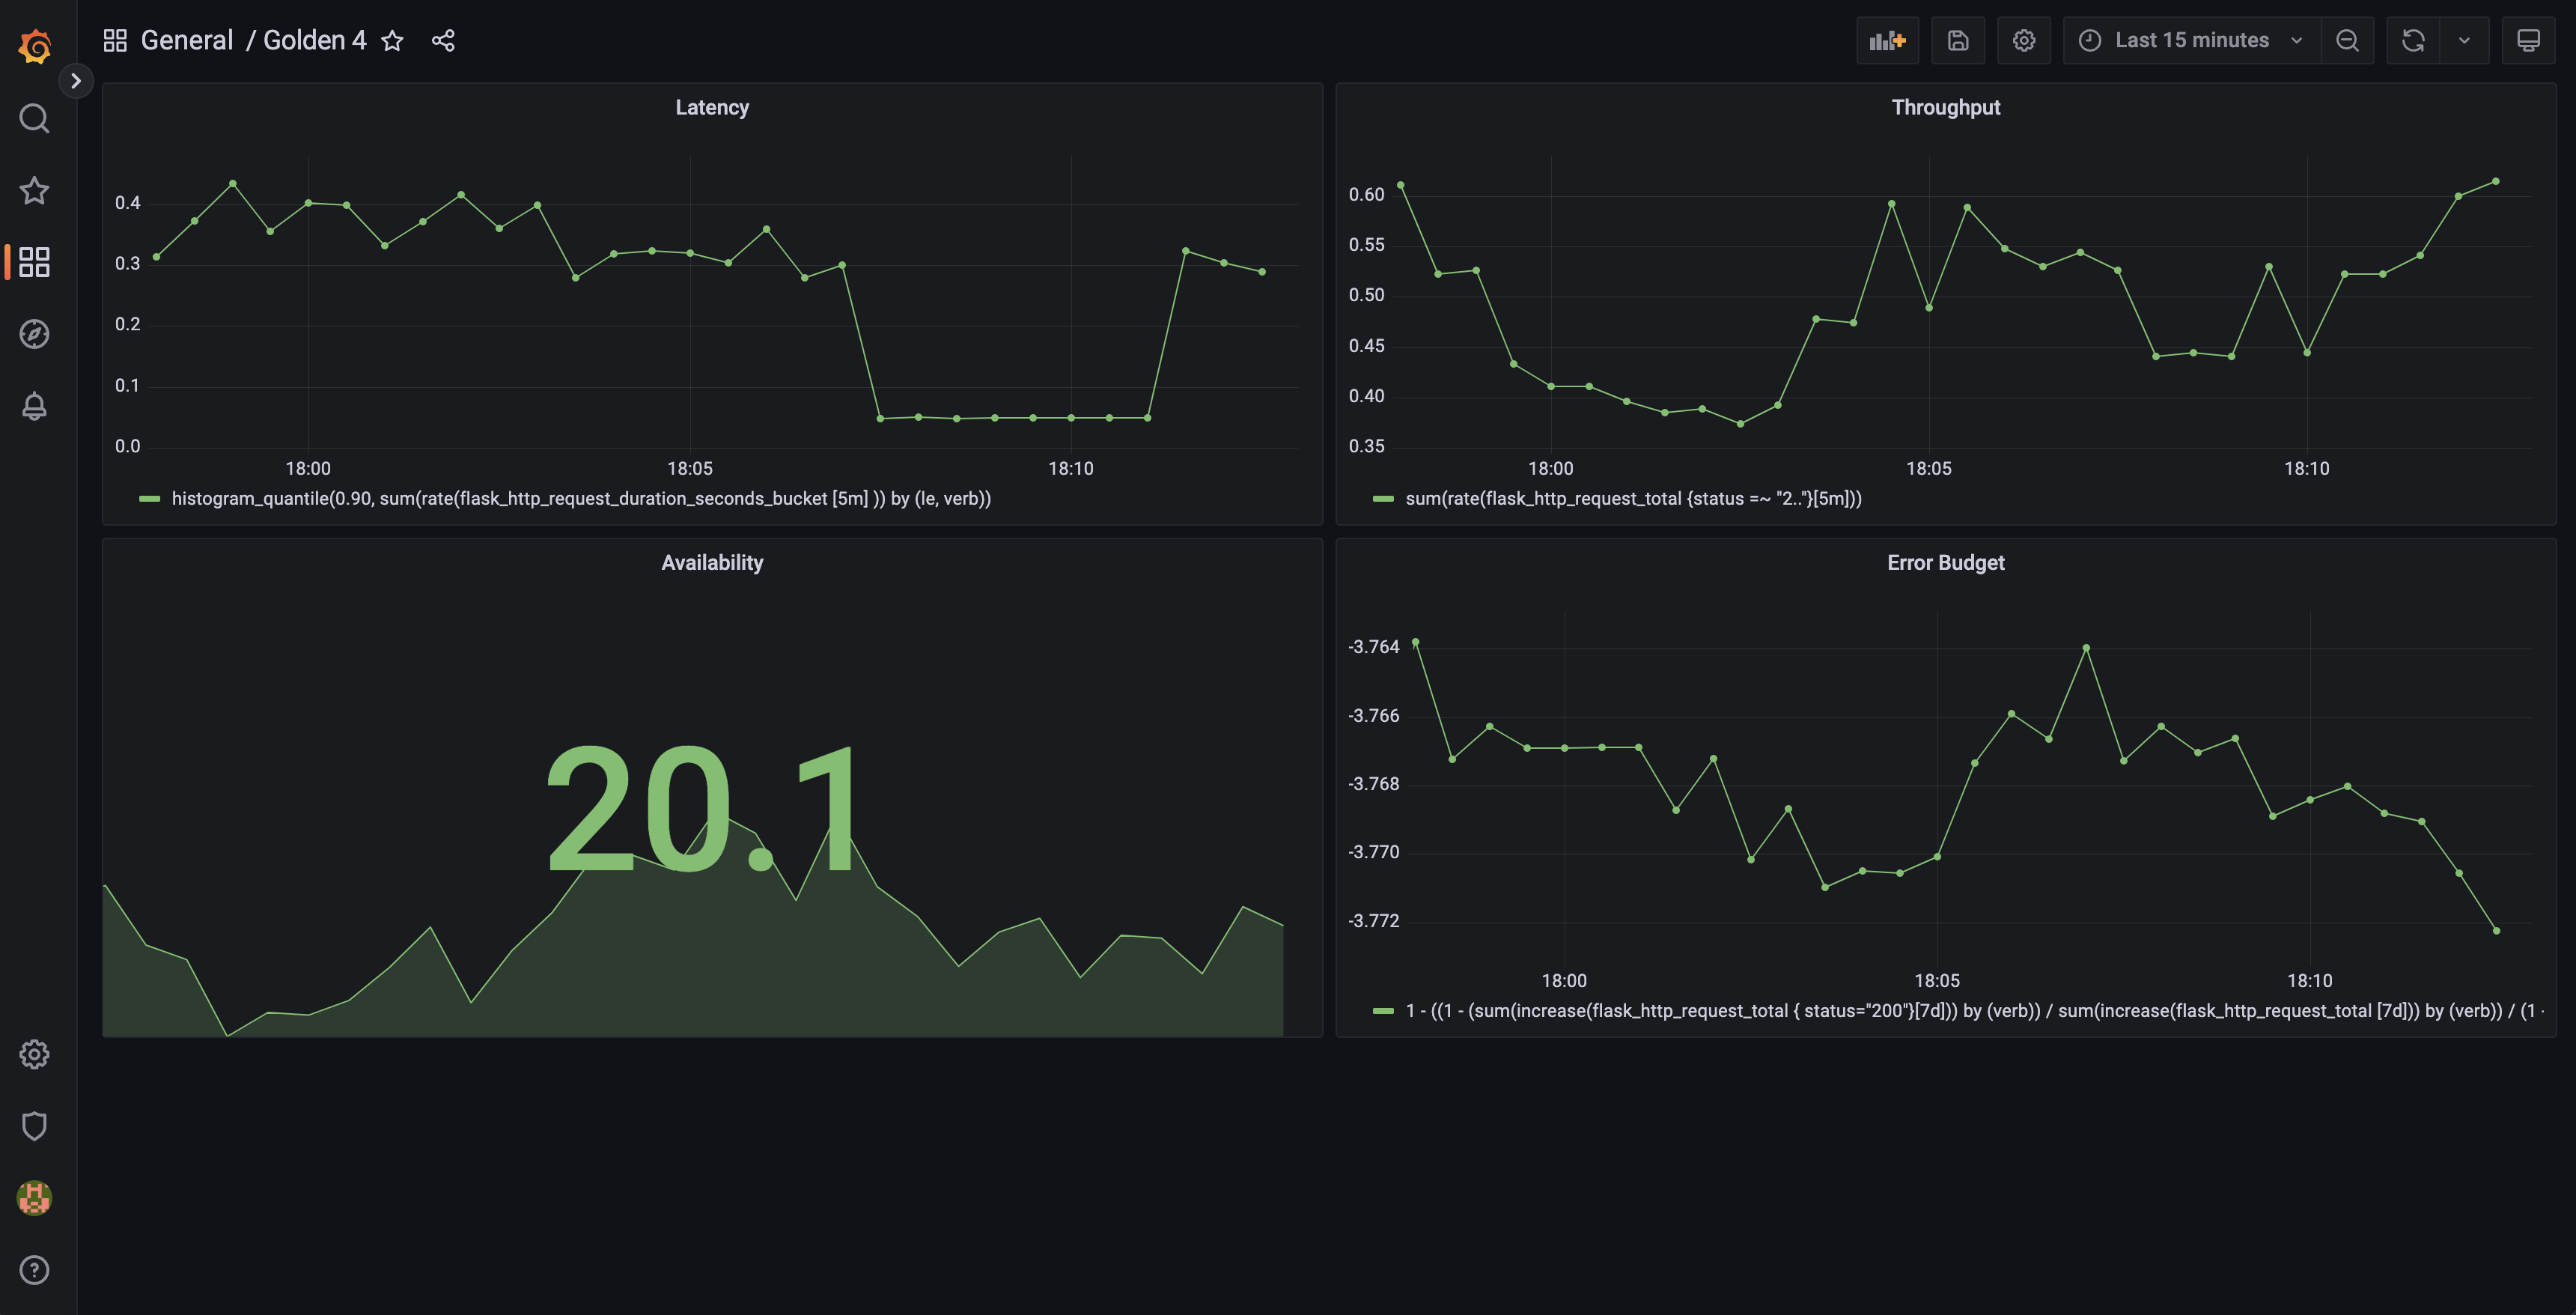 General / Golden 4
Last 15 minutes
Latency
0.4
0.3
0.2
0.1
0.0
18:00 18:05 18:10
histogram_quantile(0.90, sum(rate(flask_http_request_duration_seconds_bucket [5m] )) by (le, verb))
Throughput
0.60
0.55
0.50
0.45
0.40
0.35
18:00 18:05 18:10
sum(rate(flask_http_request_total {status =~ "2.."}[5m]))
Availability
20.1
Error Budget
-3.764
-3.766
-3.768
-3.770
-3.772
18:00 18:05 18:10
1 - ((1 - (sum(increase(flask_http_request_total { status="200"}[7d])) by (verb)) / sum(increase(flask_http_request_total [7d])) by (verb)) / (1 -